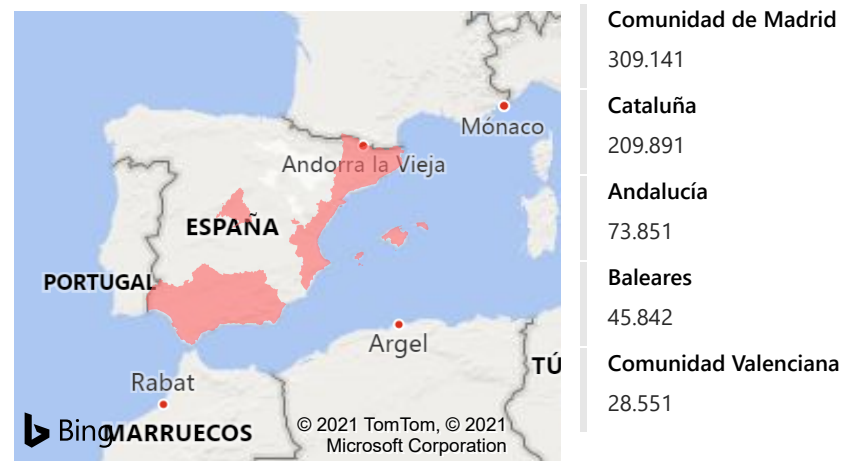 Mónaco
Andorra la Vieja
ESPAÑA
PORTUGAL
Argel
TÚ
Rabat
Bing
MARRUECOS
© 2021 TomTom, © 2021
Microsoft Corporation
Comunidad de Madrid
309.141
Cataluña
209.891
Andalucía
73.851
Baleares
45.842
Comunidad Valenciana
28.551